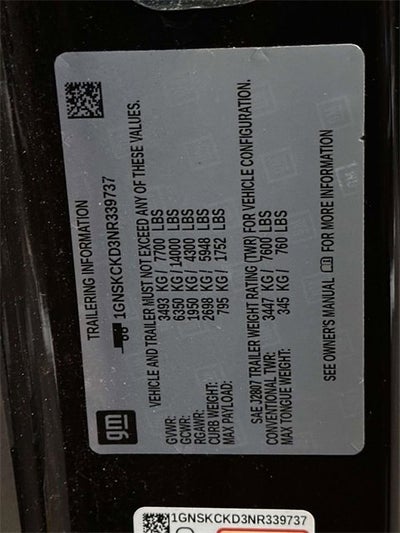 gm
TRAILERING INFORMATION
1GNSKCKD3NR339737
VEHICLE AND TRAILER MUST NOT EXCEED ANY OF THESE VALUES.
GVWR: 3493 KG / 7700 LBS
GCWR: 6350 KG / 14000 LBS
RGAWR: 1950 KG / 4300 LBS
CURB WEIGHT: 2698 KG / 5948 LBS
MAX PAYLOAD: 795 KG / 1752 LBS
SAE J2807 TRAILER WEIGHT RATING (TWR) FOR VEHICLE CONFIGURATION.
CONVENTIONAL TWR: 3447 KG / 7600 LBS
MAX TONGUE WEIGHT: 345 KG / 760 LBS
SEE OWNER'S MANUAL FOR MORE INFORMATION
1GNSKCKD3NR339737